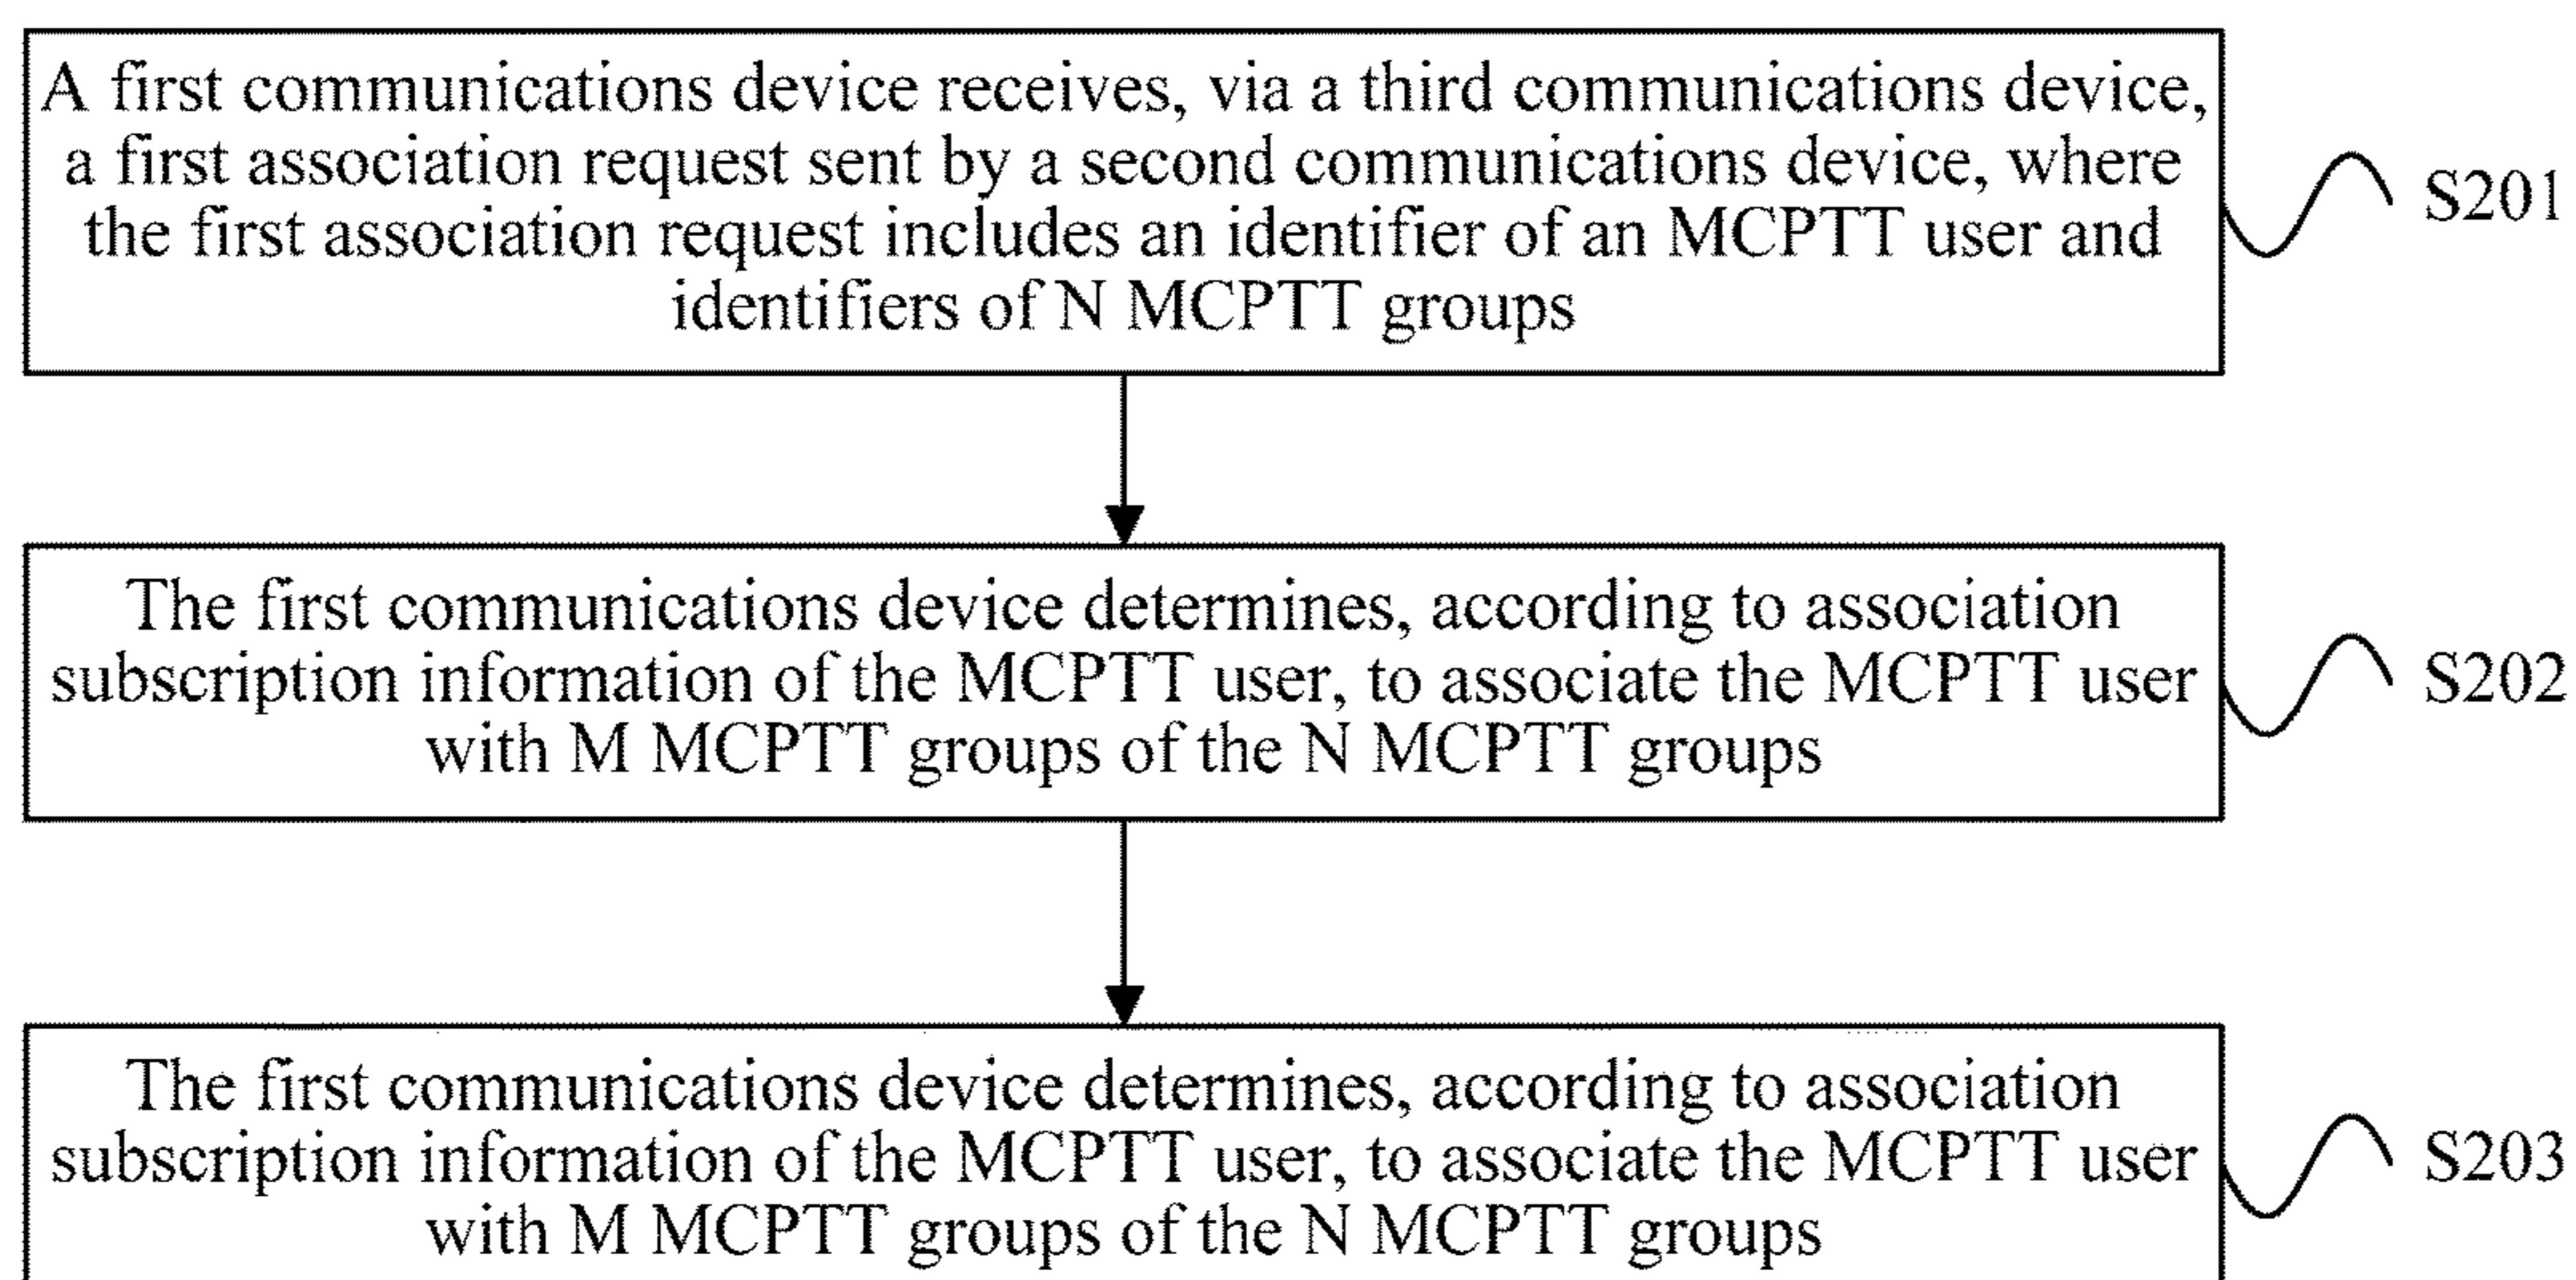 A first communications device receives, via a third communications device,
a first association request sent by a second communications device, where
the first association request includes an identifier of an MCPTT user and
identifiers of N MCPTT groups
S201
The first communications device determines, according to association
subscription information of the MCPTT user, to associate the MCPTT user
with M MCPTT groups of the N MCPTT groups
S202
The first communications device determines, according to association
subscription information of the MCPTT user, to associate the MCPTT user
with M MCPTT groups of the N MCPTT groups
S203